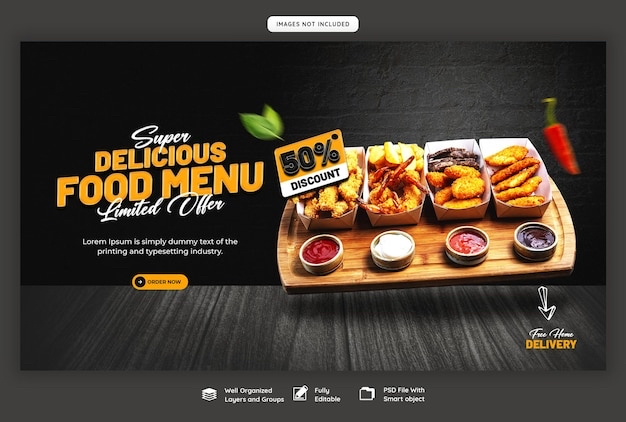 IMAGES NOT INCLUDED
Super
DELICIOUS
FOOD MENU
Limited Offer
Lorem Ipsum is simply dummy text of the
printing and typesetting industry.
ORDER NOW
50%
DISCOUNT
Free Home
DELIVERY
Well Organized
Layers and Groups
Fully
Editable
PSD File With
Smart object